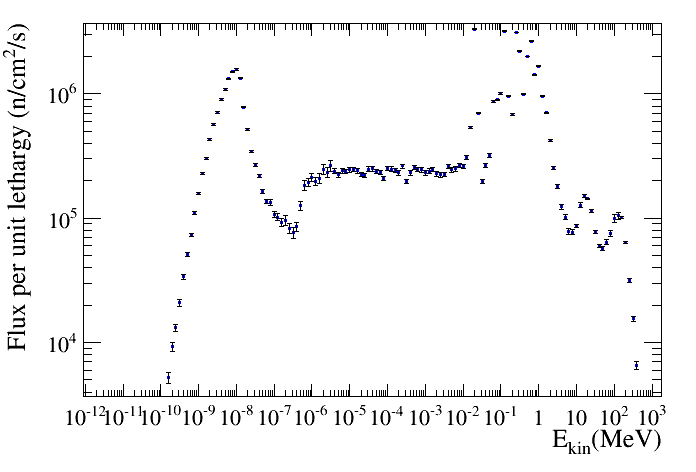 Flux per unit lethargy (n/cm²/s)
10⁶
10⁵
10⁴
10⁻¹² 10⁻¹¹ 10⁻¹⁰ 10⁻⁹ 10⁻⁸ 10⁻⁷ 10⁻⁶ 10⁻⁵ 10⁻⁴ 10⁻³ 10⁻² 10⁻¹ 1 10 10² 10³
E_kin(MeV)